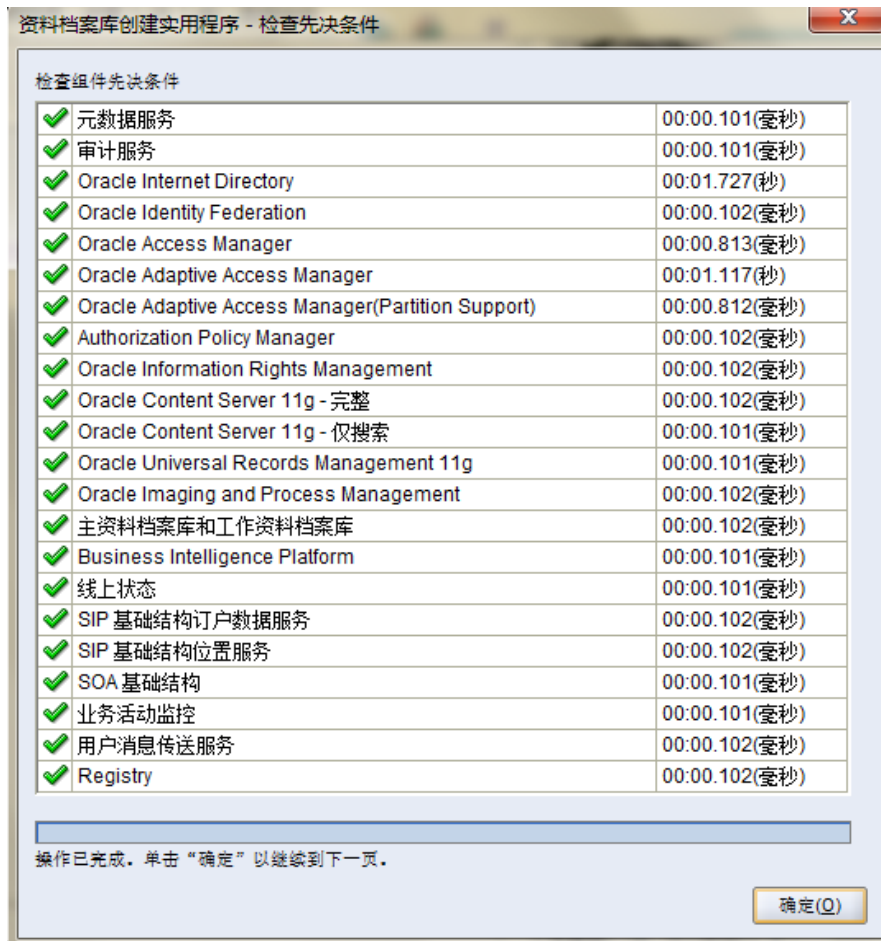 资料档案库创建实用程序 - 检查先决条件
检查组件先决条件
元数据服务 00:00.101(毫秒)
审计服务 00:00.101(毫秒)
Oracle Internet Directory 00:01.727(秒)
Oracle Identity Federation 00:00.102(毫秒)
Oracle Access Manager 00:00.813(毫秒)
Oracle Adaptive Access Manager 00:01.117(秒)
Oracle Adaptive Access Manager(Partition Support) 00:00.812(毫秒)
Authorization Policy Manager 00:00.102(毫秒)
Oracle Information Rights Management 00:00.102(毫秒)
Oracle Content Server 11g - 完整 00:00.102(毫秒)
Oracle Content Server 11g - 仅搜索 00:00.101(毫秒)
Oracle Universal Records Management 11g 00:00.101(毫秒)
Oracle Imaging and Process Management 00:00.102(毫秒)
主资料档案库和工作资料档案库 00:00.102(毫秒)
Business Intelligence Platform 00:00.101(毫秒)
线上状态 00:00.101(毫秒)
SIP 基础结构订户数据服务 00:00.102(毫秒)
SIP 基础结构位置服务 00:00.102(毫秒)
SOA 基础结构 00:00.101(毫秒)
业务活动监控 00:00.101(毫秒)
用户消息传送服务 00:00.102(毫秒)
Registry 00:00.102(毫秒)
操作已完成. 单击“确定”以继续到下一页.
确定(O)